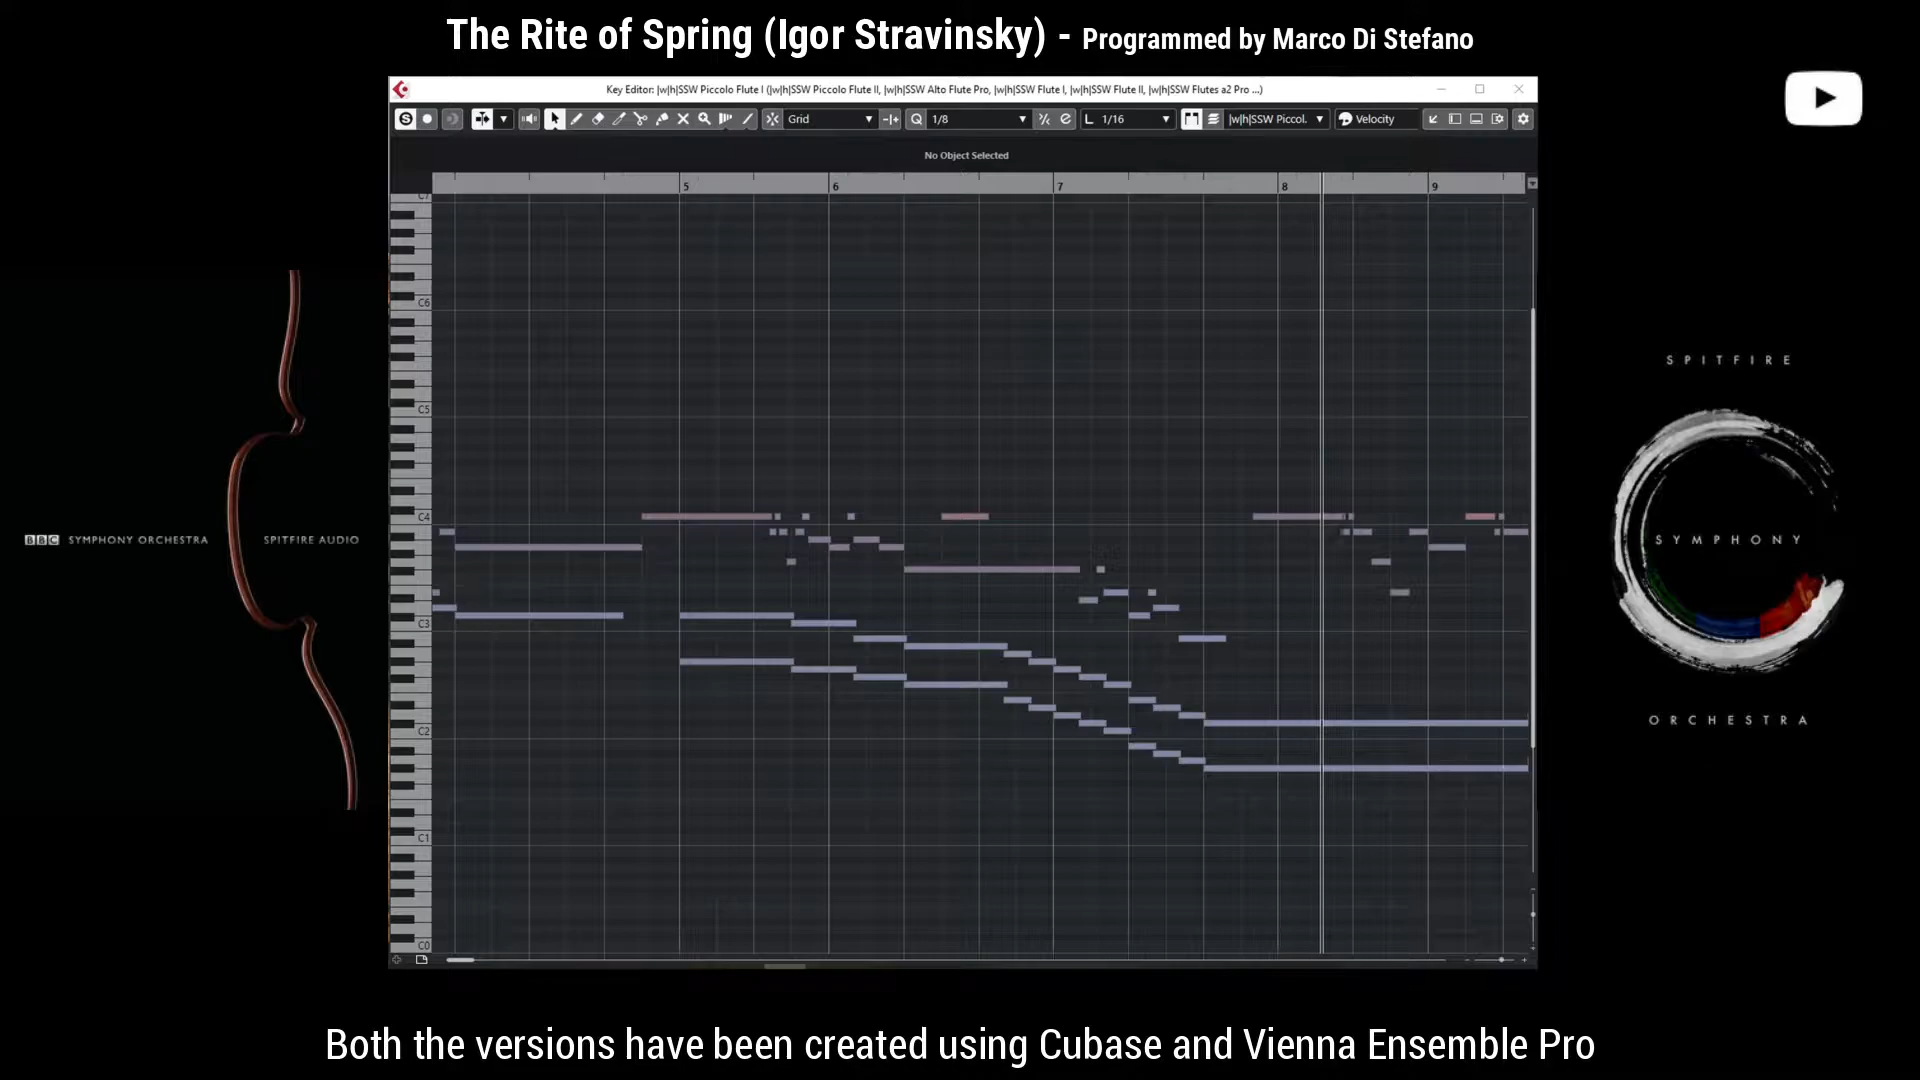 The Rite of Spring (Igor Stravinsky) - Programmed by Marco Di Stefano
Key Editor: |w|h|SSW Piccolo Flute I (|w|h|SSW Piccolo Flute II, |w|h|SSW Alto Flute Pro, |w|h|SSW Flute I, |w|h|SSW Flute II, |w|h|SSW Flutes a2 Pro ...)
Grid
1/8
L 1/16
|w|h|SSW Piccol.
Velocity
No Object Selected
5 6 7 8 9
C7
C6
C5
C4
C3
C2
C1
C0
BBC SYMPHONY ORCHESTRA
SPITFIRE AUDIO
SPITFIRE
SYMPHONY
ORCHESTRA
Both the versions have been created using Cubase and Vienna Ensemble Pro